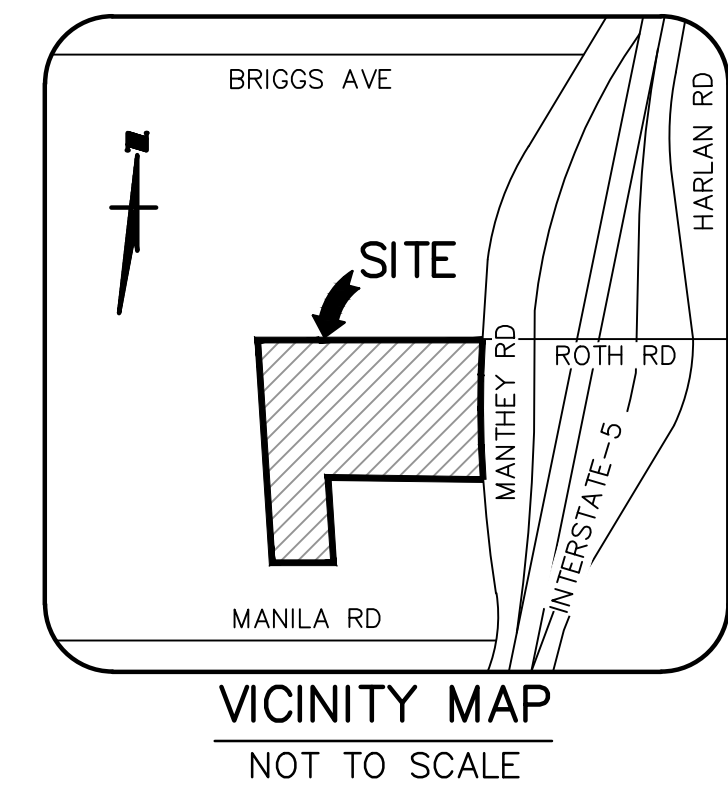 BRIGGS AVE
HARLAN RD
N
SITE
MANTHEY RD
ROTH RD
INTERSTATE-5
MANILA RD
VICINITY MAP
NOT TO SCALE